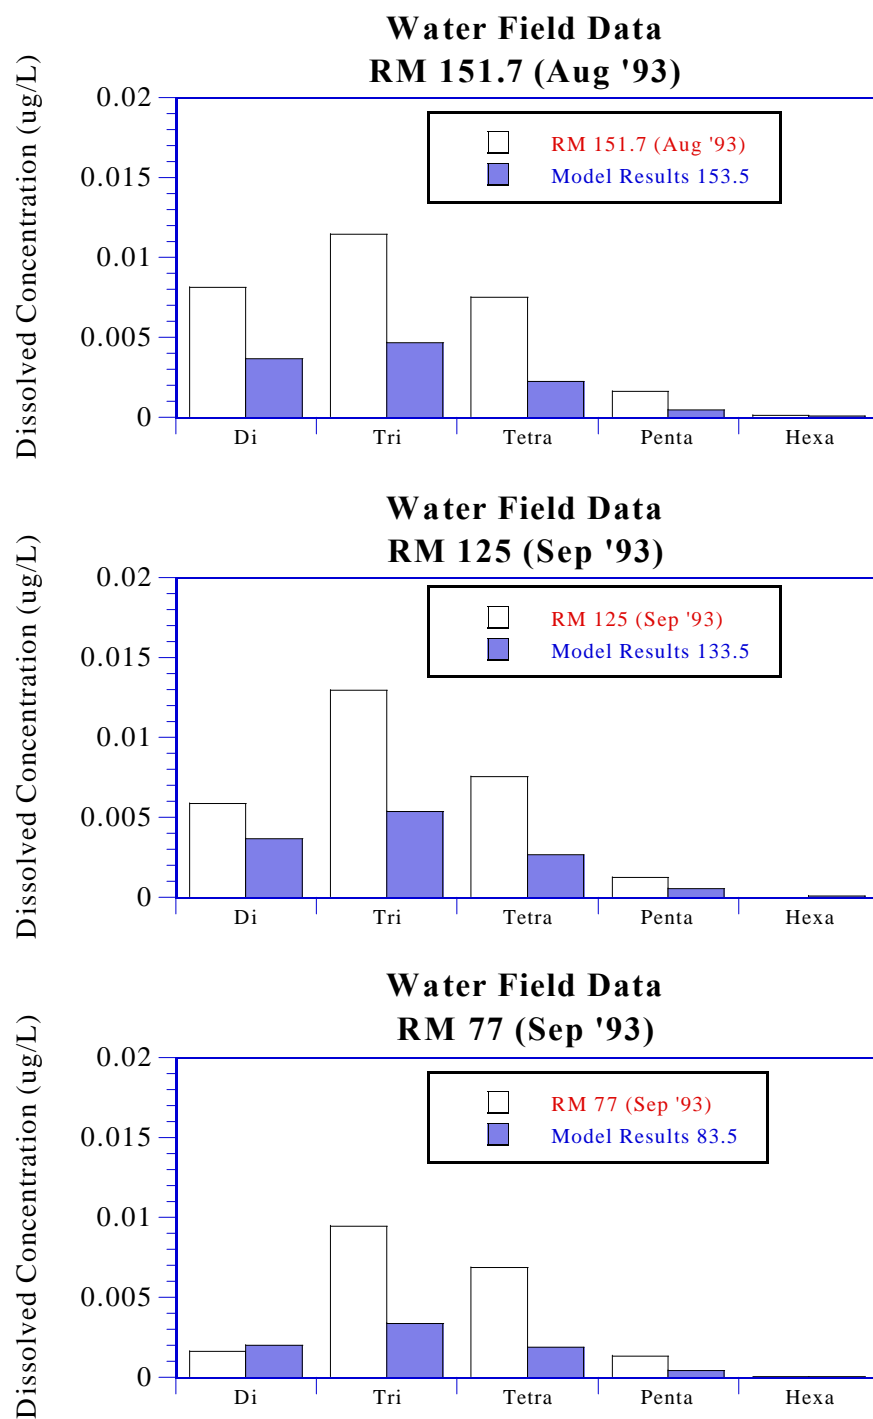 Water Field Data
RM 151.7 (Aug '93)
Dissolved Concentration (ug/L)
0.02
0.015
0.01
0.005
0
RM 151.7 (Aug '93)
Model Results 153.5
Di Tri Tetra Penta Hexa
Water Field Data
RM 125 (Sep '93)
Dissolved Concentration (ug/L)
0.02
0.015
0.01
0.005
0
RM 125 (Sep '93)
Model Results 133.5
Di Tri Tetra Penta Hexa
Water Field Data
RM 77 (Sep '93)
Dissolved Concentration (ug/L)
0.02
0.015
0.01
0.005
0
RM 77 (Sep '93)
Model Results 83.5
Di Tri Tetra Penta Hexa